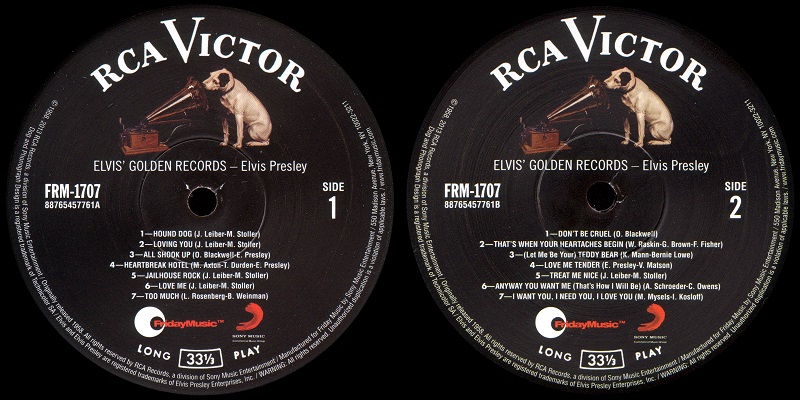 RCA VICTOR
ELVIS' GOLDEN RECORDS – Elvis Presley
FRM-1707
88765457761A
SIDE
1
1—HOUND DOG (J. Leiber-M. Stoller)
2—LOVING YOU (J. Leiber-M. Stoller)
3—ALL SHOOK UP (O. Blackwell-E. Presley)
4—HEARTBREAK HOTEL (M. Axton-T. Durden-E. Presley)
5—JAILHOUSE ROCK (J. Leiber-M. Stoller)
6—LOVE ME (J. Leiber-M. Stoller)
7—TOO MUCH (L. Rosenberg-B. Weinman)
FridayMusic™
SONY MUSIC
LONG 33⅓ PLAY
RCA VICTOR
ELVIS' GOLDEN RECORDS – Elvis Presley
FRM-1707
88765457761B
SIDE
2
1—DON'T BE CRUEL (O. Blackwell)
2—THAT'S WHEN YOUR HEARTACHES BEGIN (W. Raskin-G. Brown-F. Fisher)
3—(Let Me Be Your) TEDDY BEAR (K. Mann-Bernie Lowe)
4—LOVE ME TENDER (E. Presley-V. Matson)
5—TREAT ME NICE (J. Leiber-M. Stoller)
6—ANYWAY YOU WANT ME (That's How I Will Be) (A. Schroeder-C. Owens)
7—I WANT YOU, I NEED YOU, I LOVE YOU (M. Mysels-I. Kosloff)
FridayMusic™
SONY MUSIC
LONG 33⅓ PLAY